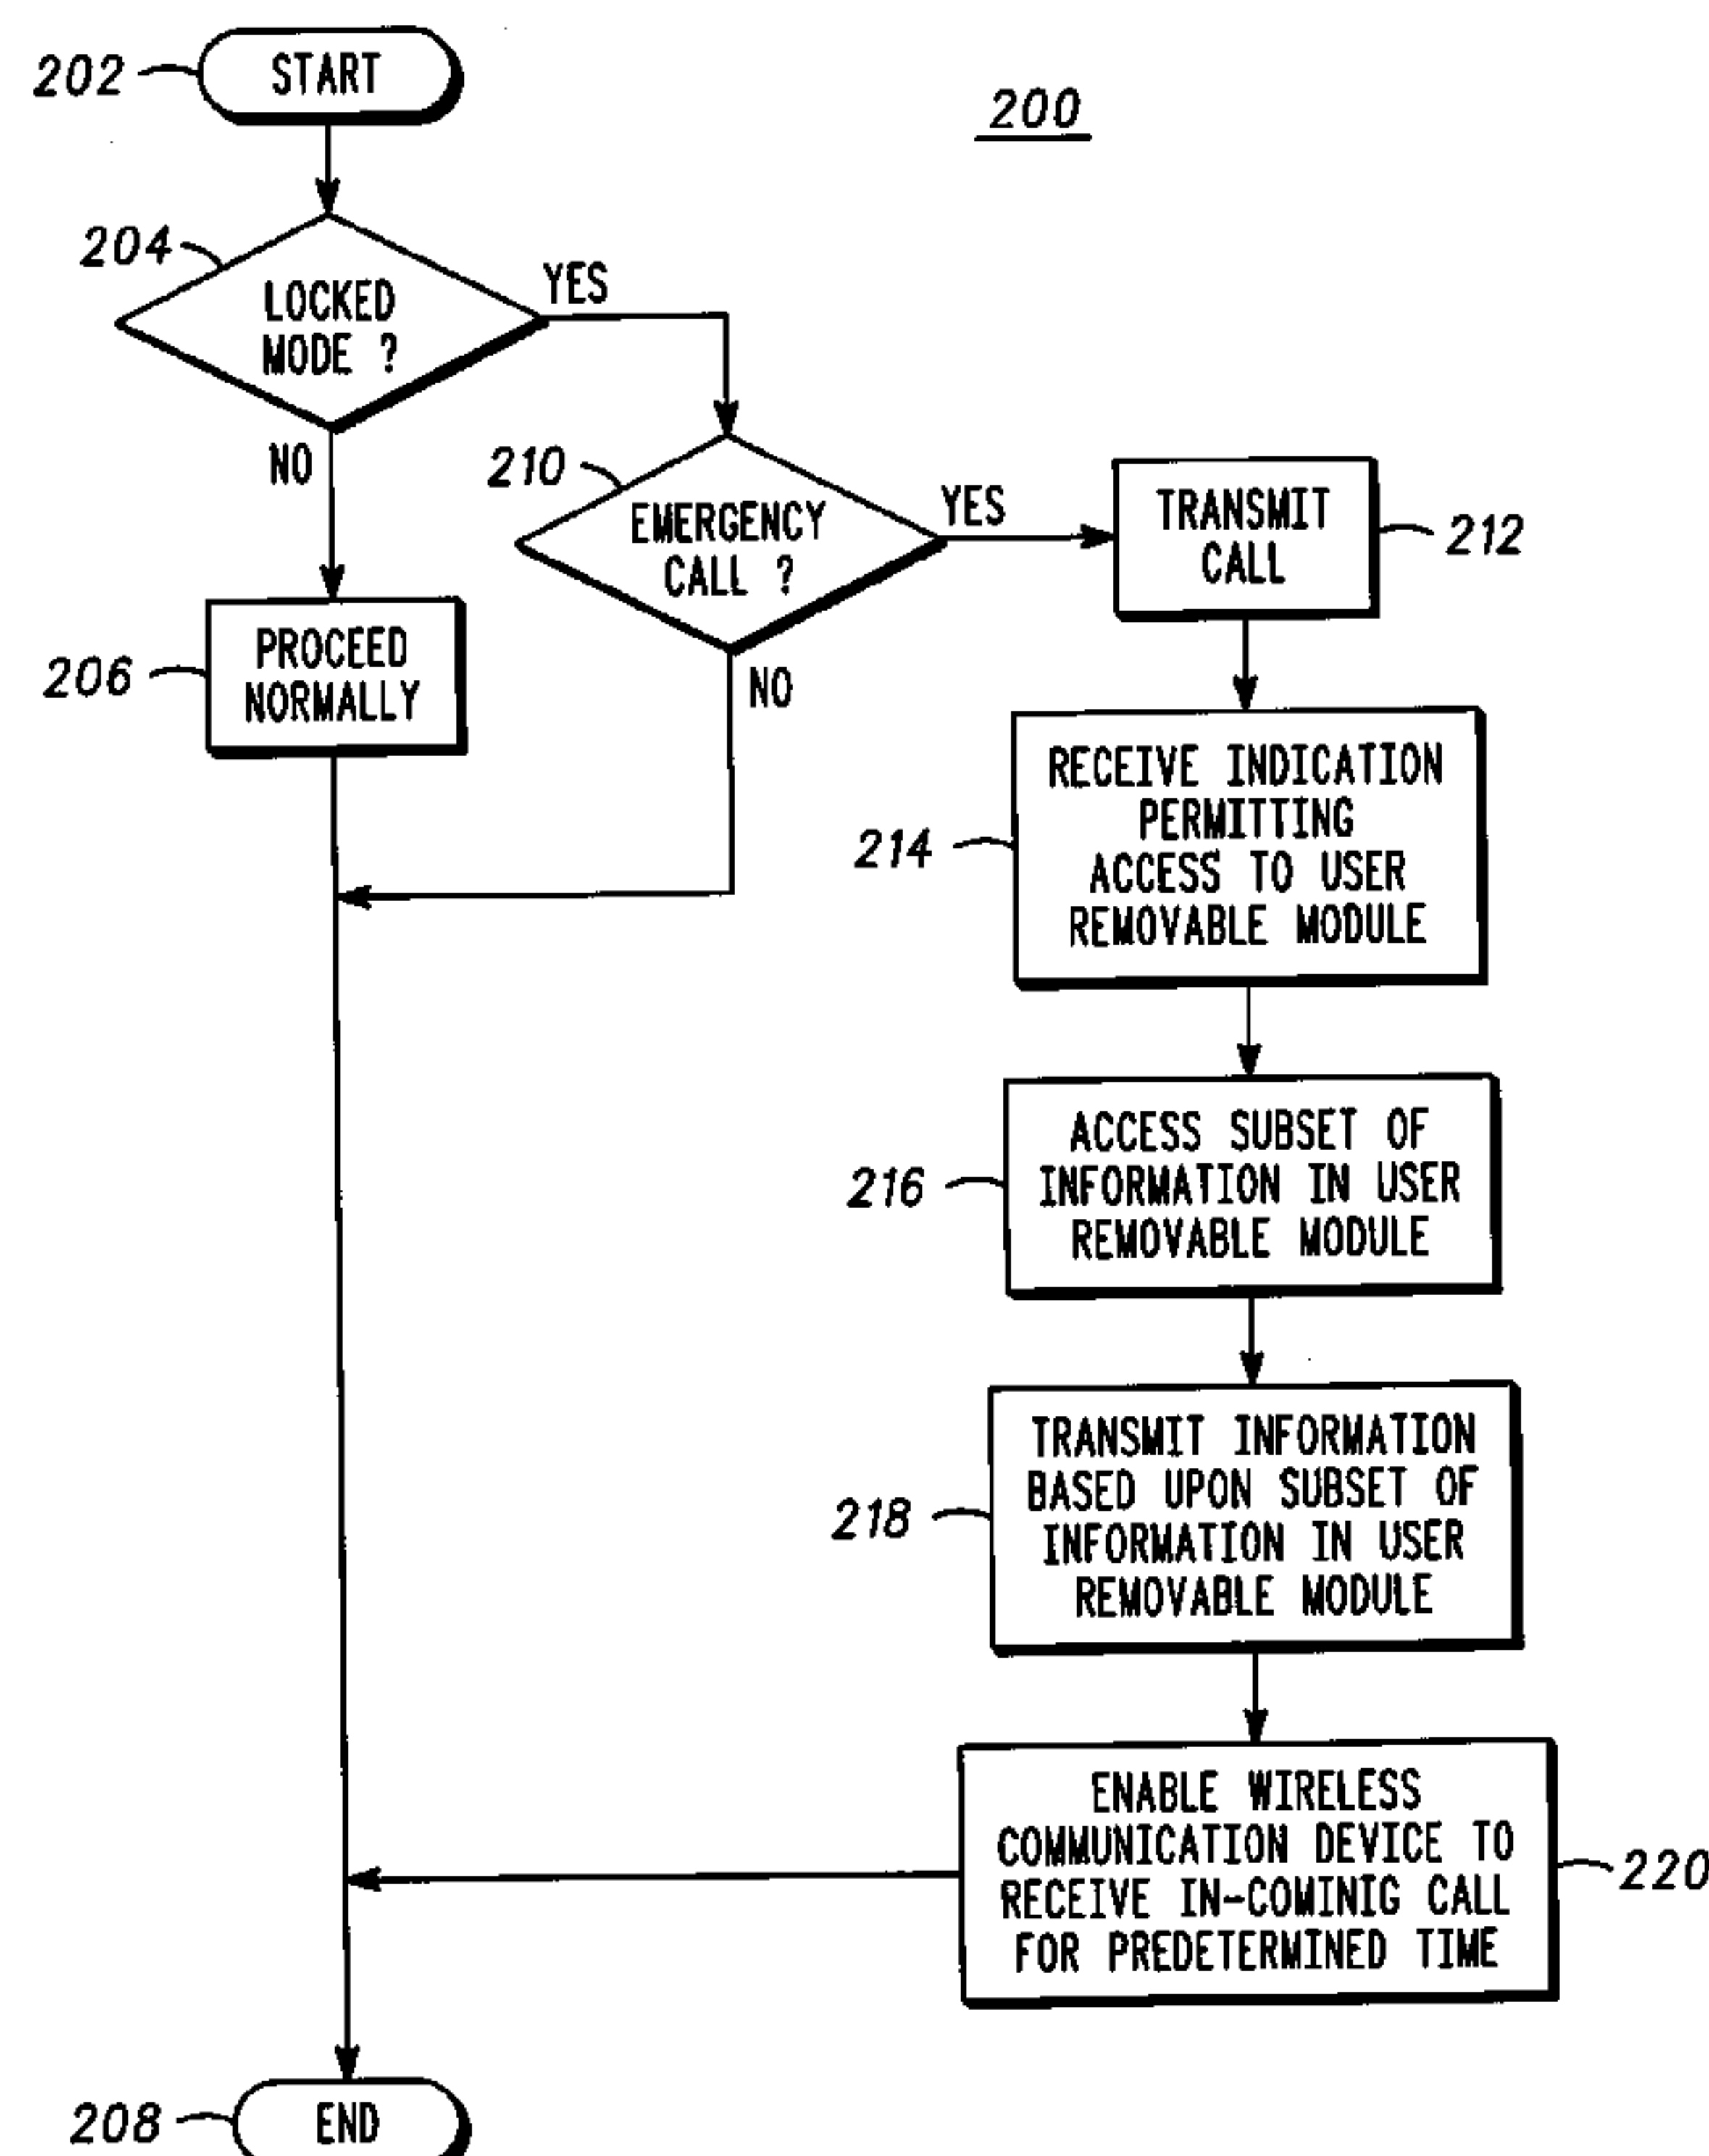 202
START
200
204
LOCKED
MODE ?
YES
NO
210
EMERGENCY
CALL ?
YES
NO
TRANSMIT
CALL
212
206
PROCEED
NORMALLY
214
RECEIVE INDICATION
PERMITTING
ACCESS TO USER
REMOVABLE MODULE
216
ACCESS SUBSET OF
INFORMATION IN USER
REMOVABLE MODULE
218
TRANSMIT INFORMATION
BASED UPON SUBSET OF
INFORMATION IN USER
REMOVABLE MODULE
ENABLE WIRELESS
COMMUNICATION DEVICE TO
RECEIVE IN-COMINIG CALL
FOR PREDETERMINED TIME
220
208
END